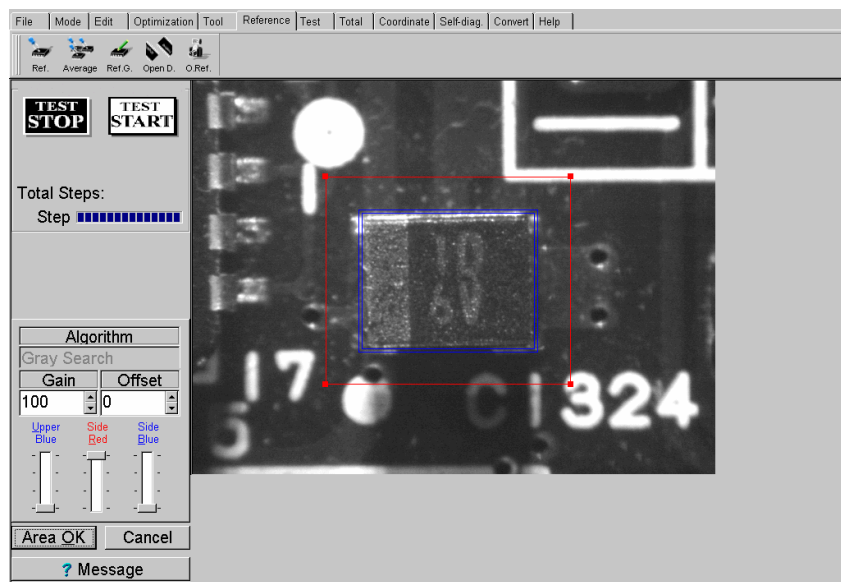 File Mode Edit Optimization Tool Reference Test Total Coordinate Self-diag. Convert Help
Ref. Average Ref.G. Open D. O.Ref.
TEST STOP
TEST START
Total Steps:
Step
Algorithm
Gray Search
Gain Offset
100 0
Upper Blue
Side Red
Side Blue
Area OK Cancel
? Message
17
C1324